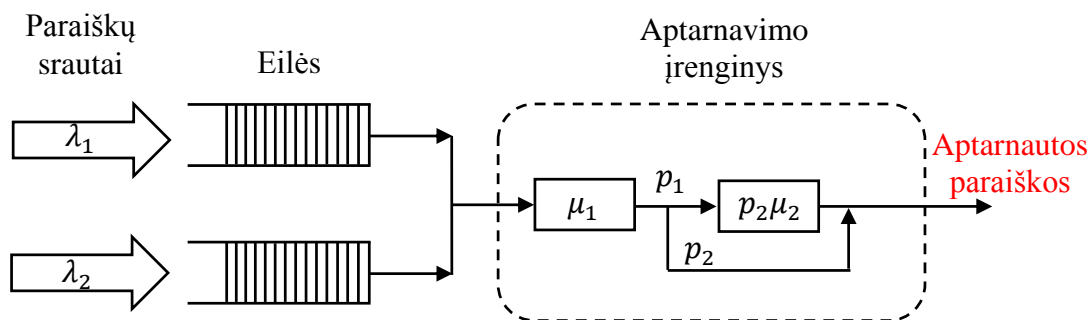 Paraiškų
srautai
Eilės
Aptarnavimo
įrenginys
λ₁
λ₂
μ₁
p₁
p₂μ₂
p₂
Aptarnautos
paraiškos